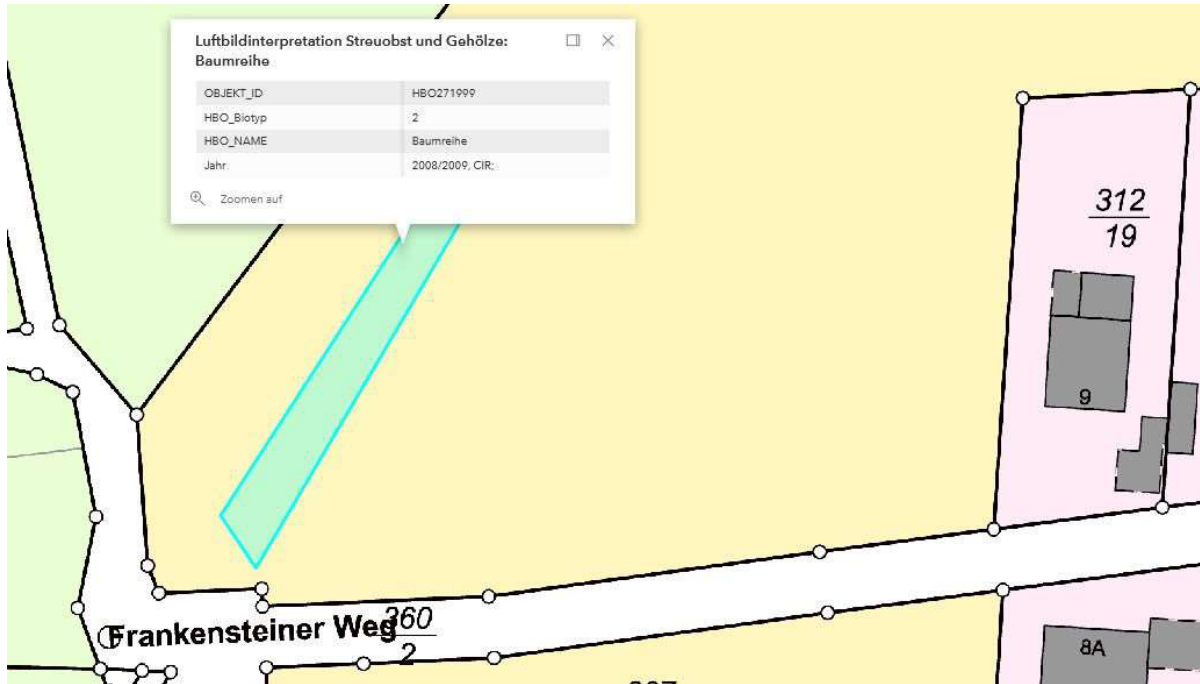 Luftbildinterpretation Streuobst und Gehölze:
Baumreihe
OBJEKT_ID HBO271999
HBO_Biotyp 2
HBO_NAME Baumreihe
Jahr 2008/2009, CIR;
Zoomen auf
312
19
9
Frankensteiner Weg
360
2
8A